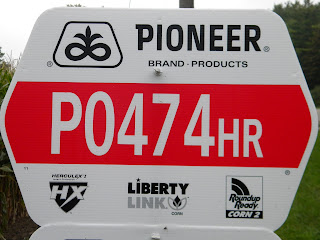 PIONEER®
®
BRAND · PRODUCTS
P0474HR
HERCULEX® I
HX
LIBERTY
LINK®
CORN
Roundup
Ready
CORN 2